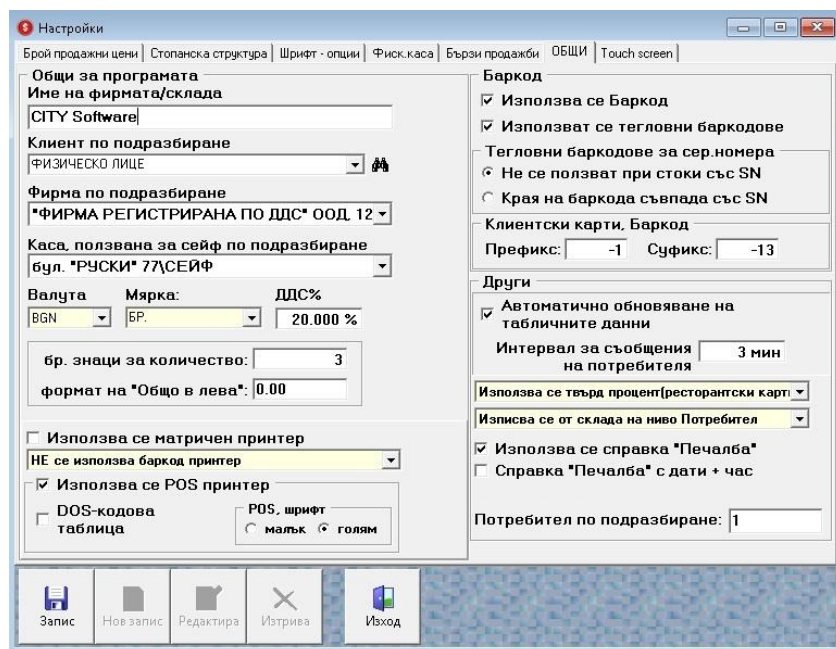 Настройки
Брой продажни цени
Стопанска структура
Шрифт - опции
Фиск.каса
Бързи продажби
ОБЩИ
Touch screen
Общи за програмата
Име на фирмата/склада
CITY Software
Клиент по подразбиране
ФИЗИЧЕСКО ЛИЦЕ
Фирма по подразбиране
"ФИРМА РЕГИСТРИРАНА ПО ДДС" ООД, 12
Каса, ползвана за сейф по подразбиране
бул. "РУСКИ" 77\СЕЙФ
Валута Мярка: ДДС%
BGN БР. 20.000 %
бр. знаци за количество: 3
формат на "Общо в лева": 0.00
Използва се матричен принтер
НЕ се използва баркод принтер
Използва се POS принтер
DOS-кодова
таблица
POS, шрифт
малък голям
Баркод
Използва се Баркод
Използват се тегловни баркодове
Тегловни баркодове за сер.номера
Не се ползват при стоки със SN
Края на баркода съвпада със SN
Клиентски карти, Баркод
Префикс: -1 Суфикс: -13
Други
Автоматично обновяване на
табличните данни
Интервал за съобщения
на потребителя
3 мин
Използва се твърд процент(ресторантски карт
Изписва се от склада на ниво Потребител
Използва се справка "Печалба"
Справка "Печалба" с дати + час
Потребител по подразбиране: 1
Запис
Нов запис
Редактира
Изтрива
Изход